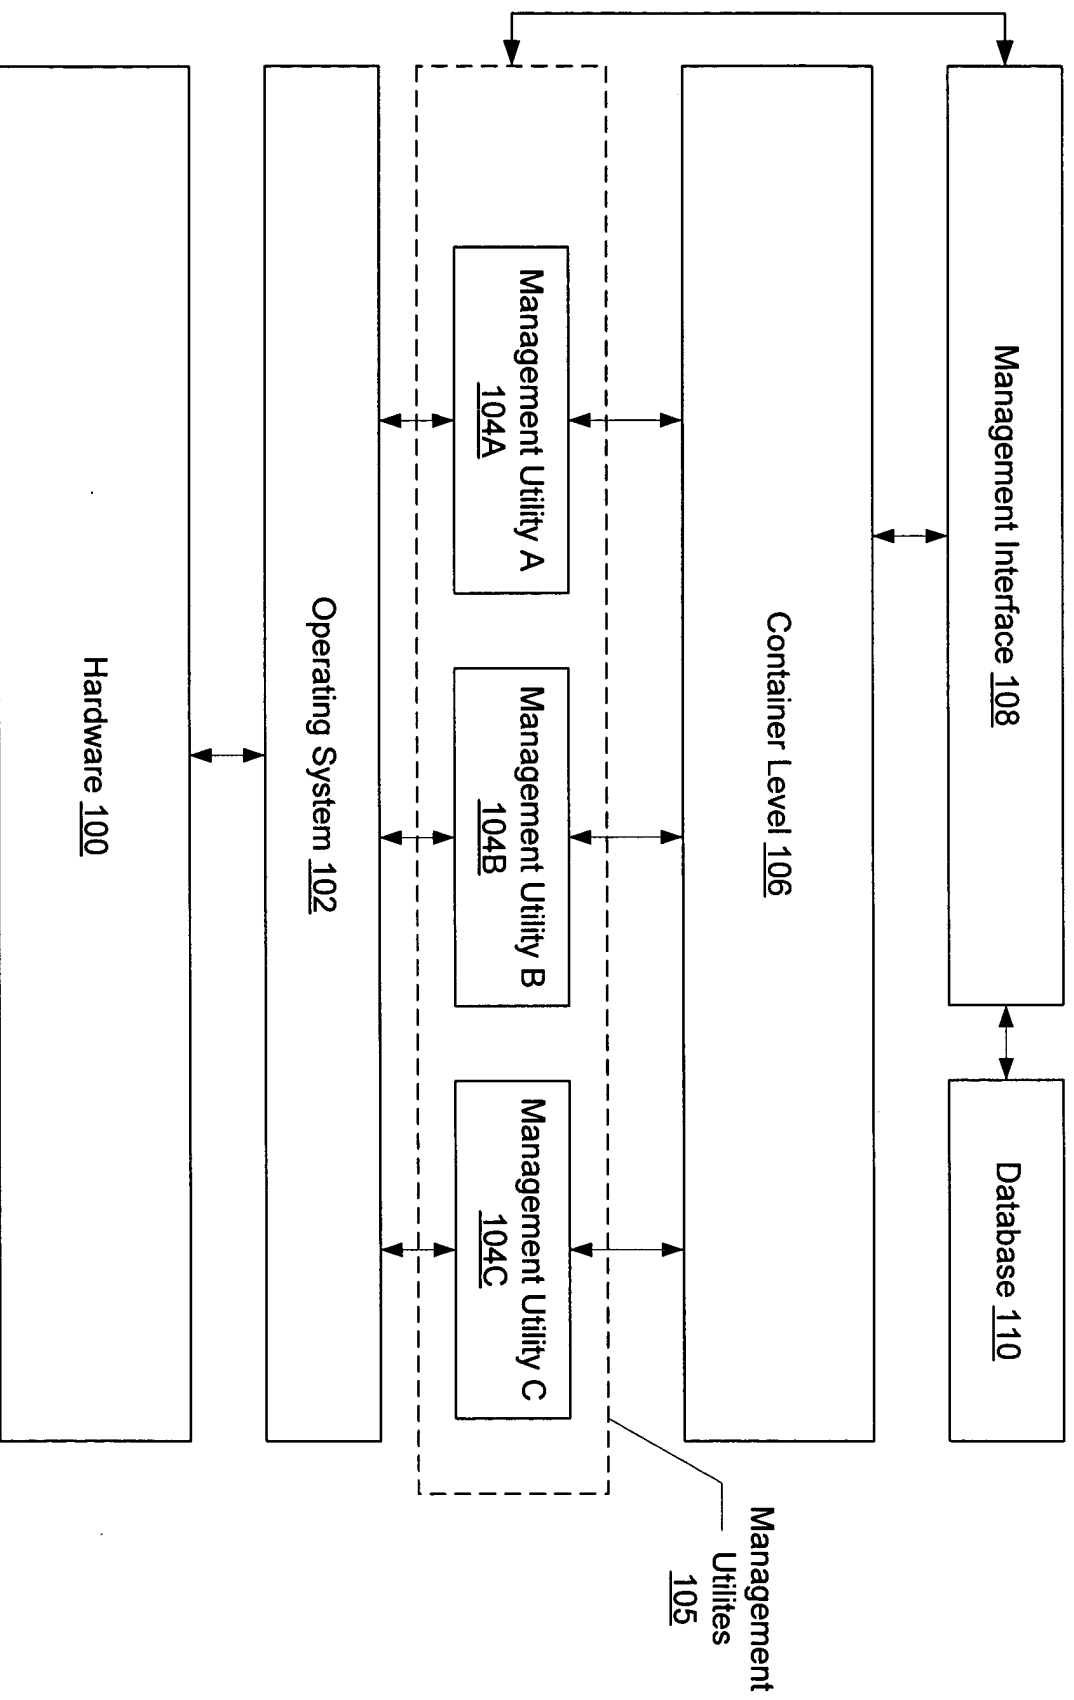 Management Interface 108
Database 110
Container Level 106
Management
Utilites
105
Management Utility A
104A
Management Utility B
104B
Management Utility C
104C
Operating System 102
Hardware 100